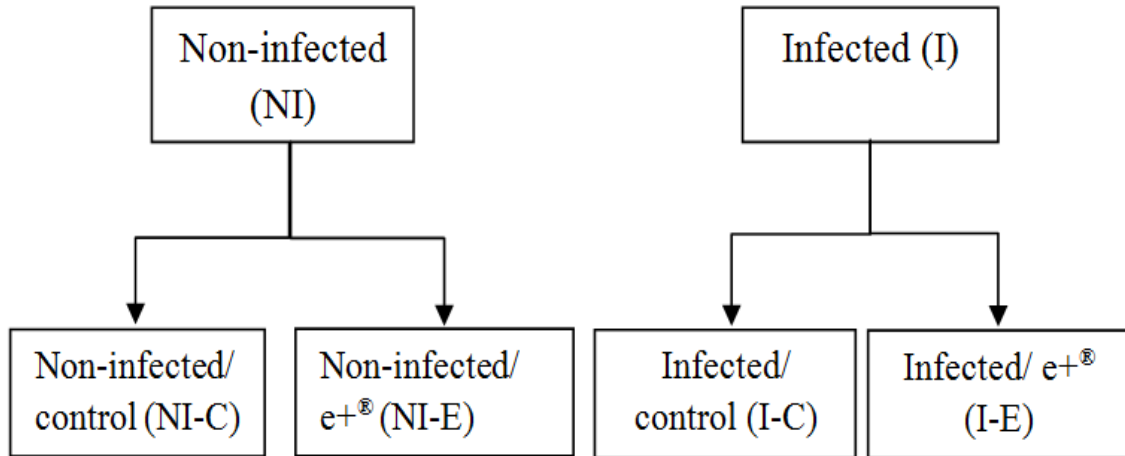 Non-infected
(NI)
Infected (I)
Non-infected/
control (NI-C)
Non-infected/
e+® (NI-E)
Infected/
control (I-C)
Infected/ e+®
(I-E)